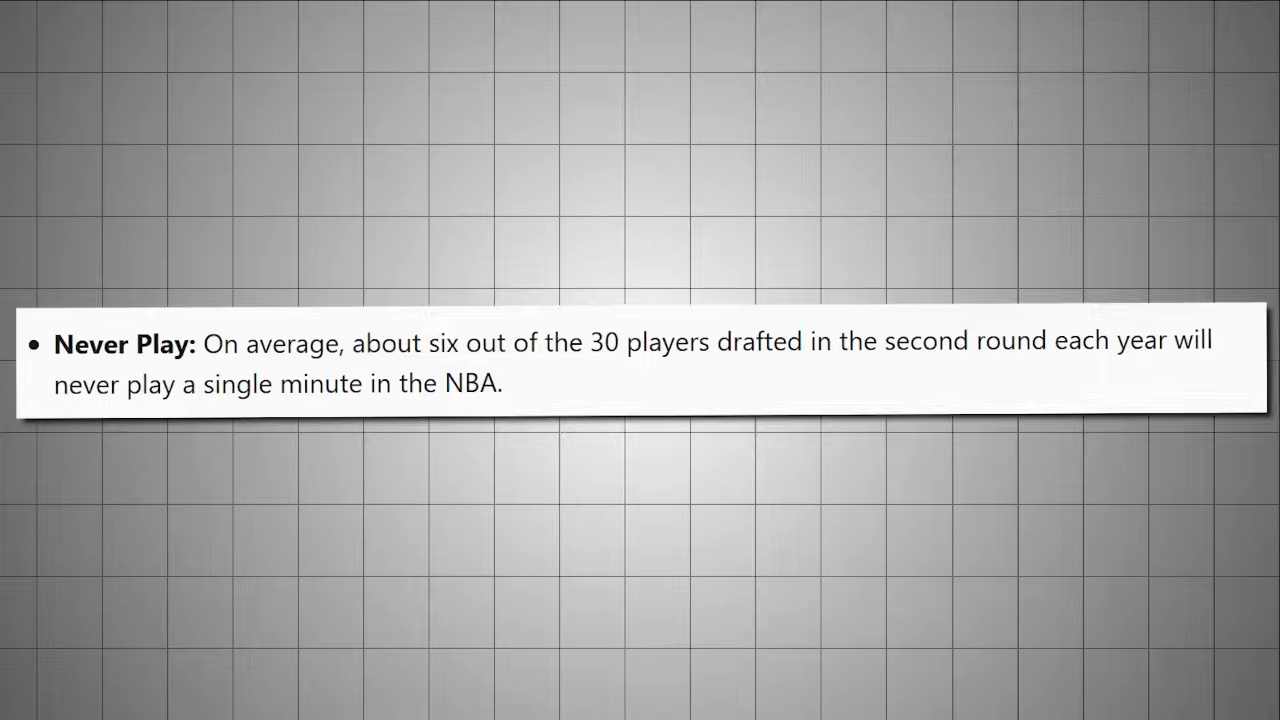 • Never Play: On average, about six out of the 30 players drafted in the second round each year will
never play a single minute in the NBA.